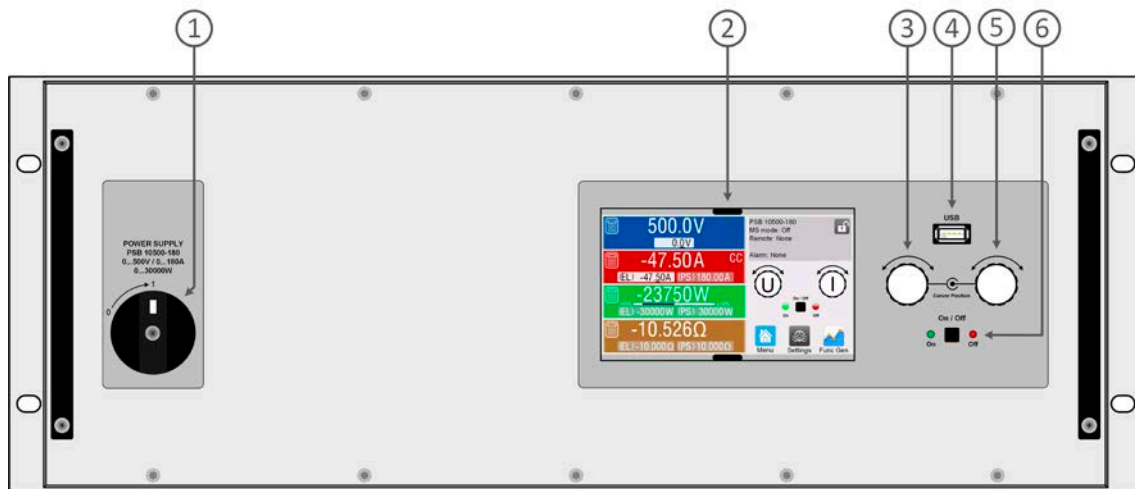 1
2
3
4
5
6
POWER SUPPLY
PSB 10500-180
0...500V / 0...180A
0...30000W
0
1
500.0V
0.0V
-47.50A CC
(EL) -47.50A (PS) 180.00A
-23750W
(EL) -30000W (PS) 30000W
-10.526Ω
(EL) -10.000Ω (PS) 10.000Ω
PSB 10500-180
MS mode: Off
Remote: None
Alarm: None
U
I
On / Off
On
Off
Menu
Settings
Func Gen
USB
Cursor Position
On / Off
On
Off